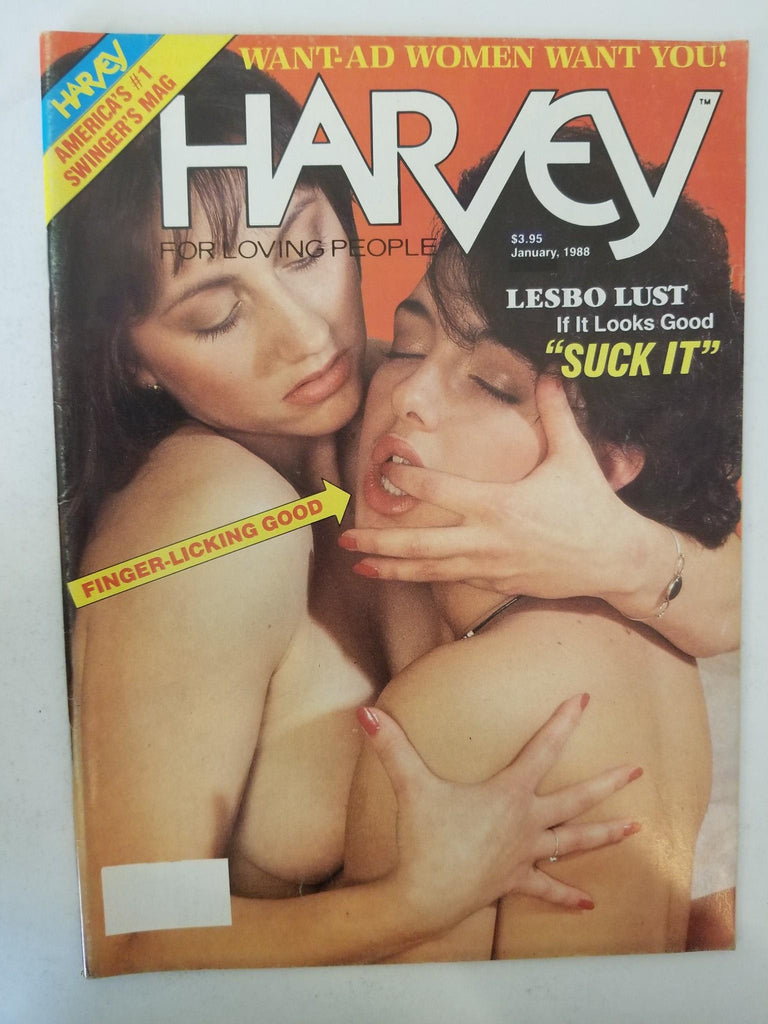 WANT-AD WOMEN WANT YOU!
HARVEY
AMERICA'S #1
SWINGER'S MAG
HARVEY™
FOR LOVING PEOPLE
$3.95
January, 1988
LESBO LUST
If It Looks Good
"SUCK IT"
FINGER-LICKING GOOD